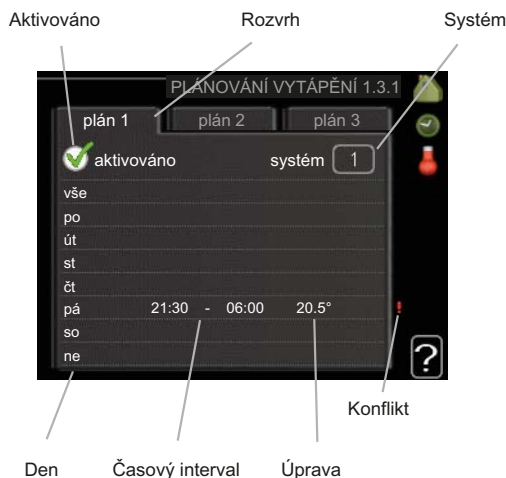 Aktivováno Rozvrh Systém
PLÁNOVÁNÍ VYTÁPĚNÍ 1.3.1
plán 1 plán 2 plán 3
aktivováno systém 1
vše
po
út
st
čt
pá 21:30 - 06:00 20.5° !
so
ne
?
Konflikt
Den Časový interval Úprava